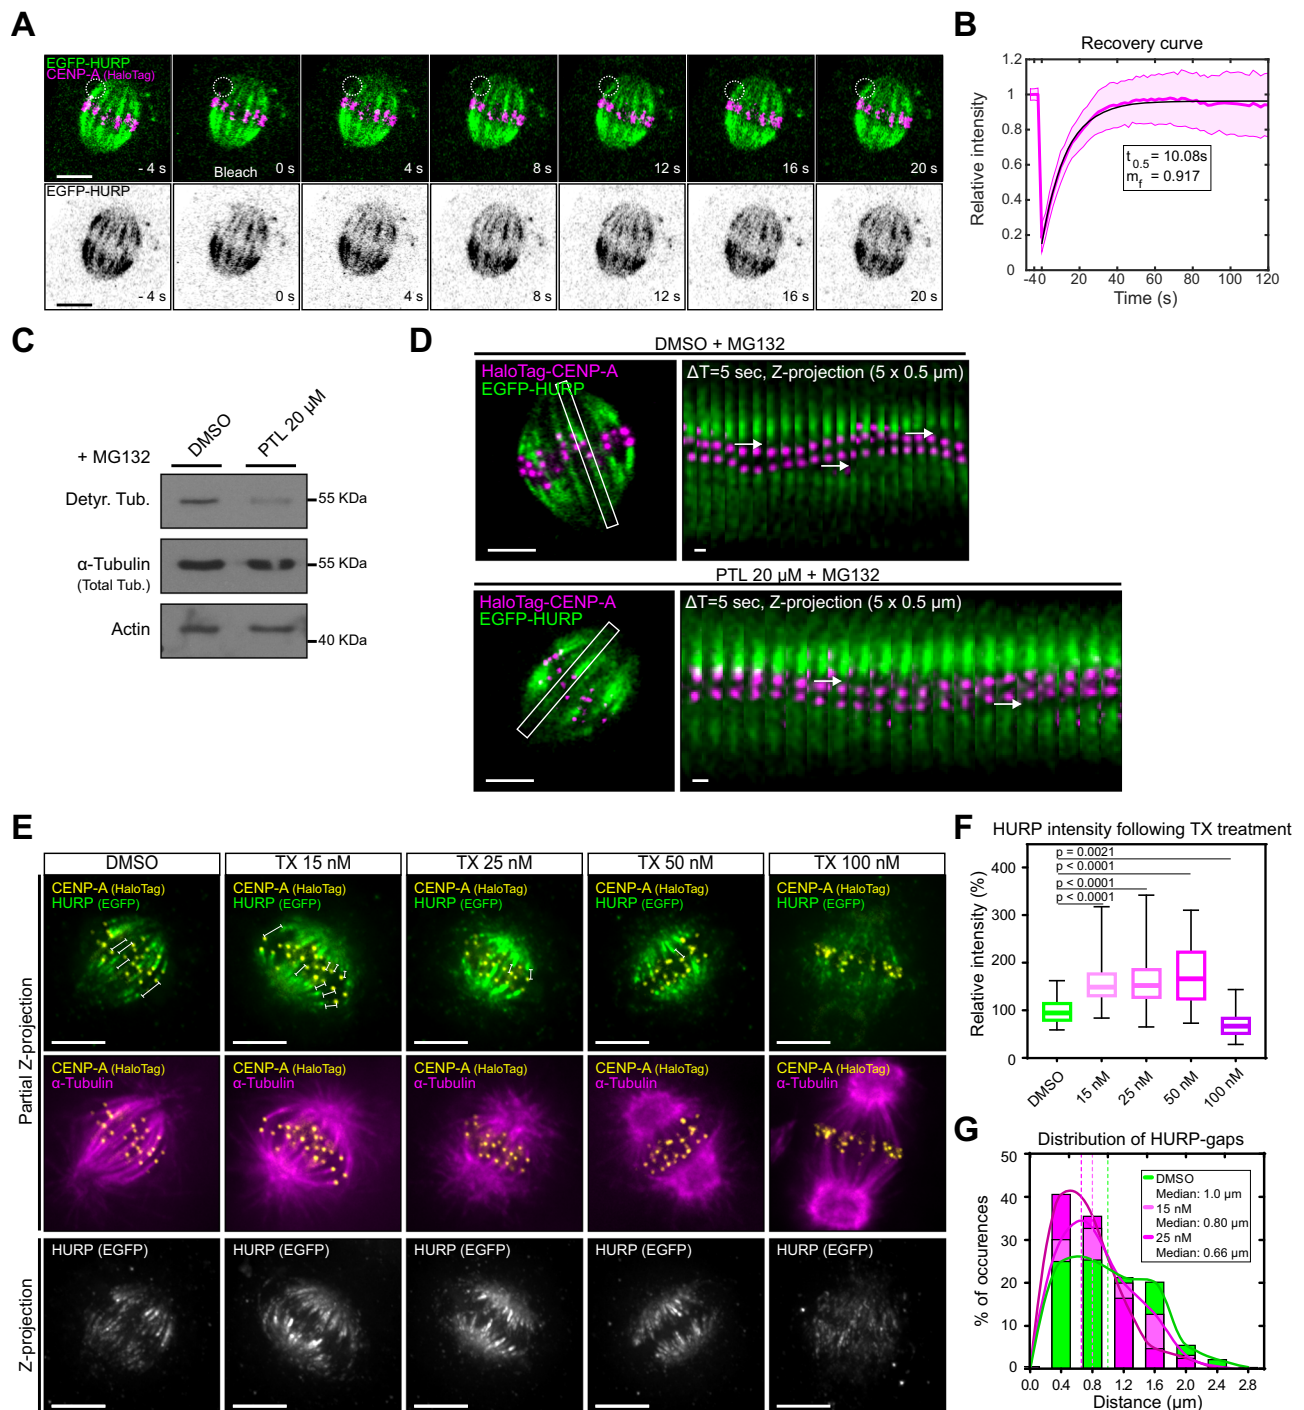 A
EGFP-HURP
CENP-A (HaloTag)
- 4 s
Bleach
0 s
4 s
8 s
12 s
16 s
20 s
EGFP-HURP
- 4 s
0 s
4 s
8 s
12 s
16 s
20 s
B
Recovery curve
Relative intensity
1.2
1
0.8
0.6
0.4
0.2
0
t0.5 = 10.08s
mf = 0.917
-4 0 20 40 60 80 100 120
Time (s)
C
+ MG132
DMSO
PTL 20 µM
Detyr. Tub.
55 KDa
α-Tubulin
(Total Tub.)
55 KDa
Actin
40 KDa
D
DMSO + MG132
HaloTag-CENP-A
EGFP-HURP
ΔT=5 sec, Z-projection (5 x 0.5 µm)
PTL 20 µM + MG132
HaloTag-CENP-A
EGFP-HURP
ΔT=5 sec, Z-projection (5 x 0.5 µm)
E
DMSO
TX 15 nM
TX 25 nM
TX 50 nM
TX 100 nM
Partial Z-projection
CENP-A (HaloTag)
HURP (EGFP)
CENP-A (HaloTag)
HURP (EGFP)
CENP-A (HaloTag)
HURP (EGFP)
CENP-A (HaloTag)
HURP (EGFP)
CENP-A (HaloTag)
HURP (EGFP)
CENP-A (HaloTag)
α-Tubulin
CENP-A (HaloTag)
α-Tubulin
CENP-A (HaloTag)
α-Tubulin
CENP-A (HaloTag)
α-Tubulin
CENP-A (HaloTag)
α-Tubulin
Z-projection
HURP (EGFP)
HURP (EGFP)
HURP (EGFP)
HURP (EGFP)
HURP (EGFP)
F
HURP intensity following TX treatment
Relative intensity (%)
400
300
200
100
0
p = 0.0021
p < 0.0001
p < 0.0001
p < 0.0001
DMSO
15 nM
25 nM
50 nM
100 nM
G
Distribution of HURP-gaps
% of occurences
50
40
30
20
10
0
DMSO
Median: 1.0 µm
15 nM
Median: 0.80 µm
25 nM
Median: 0.66 µm
0.0 0.4 0.8 1.2 1.6 2.0 2.4 2.8
Distance (µm)